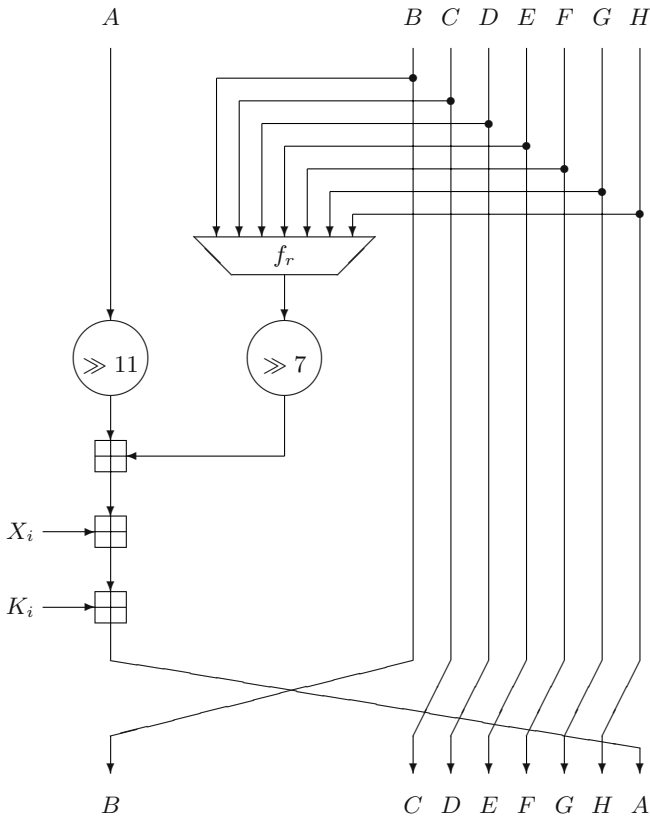 A B C D E F G H
f_r
≫ 11 ≫ 7
X_i
K_i
B C D E F G H A